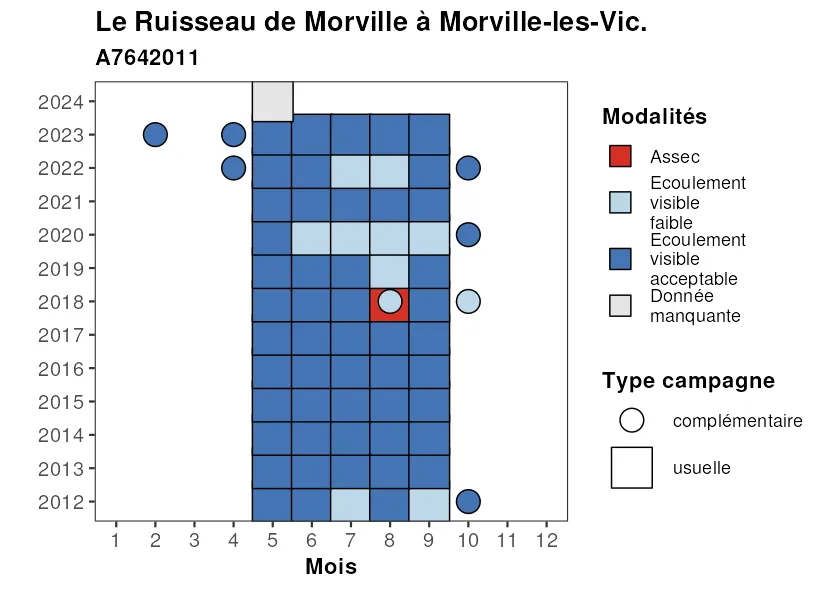 Le Ruisseau de Morville à Morville-les-Vic.
A7642011
2024
2023
2022
2021
2020
2019
2018
2017
2016
2015
2014
2013
2012
1 2 3 4 5 6 7 8 9 10 11 12
Mois
Modalités
Assec
Ecoulement
visible
faible
Ecoulement
visible
acceptable
Donnée
manquante
Type campagne
complémentaire
usuelle